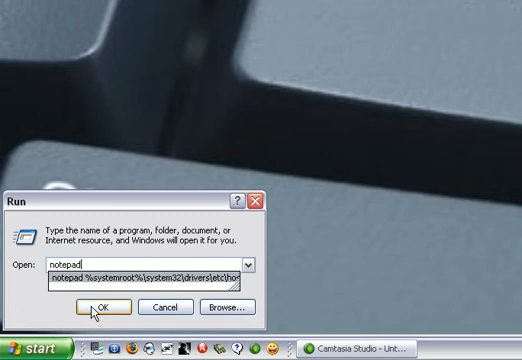 Run
Type the name of a program, folder, document, or
Internet resource, and Windows will open it for you.
Open:
notepad
notepad %systemroot%\system32\drivers\etc\hos
OK
Cancel
Browse...
start
Camtasia Studio - Unt...